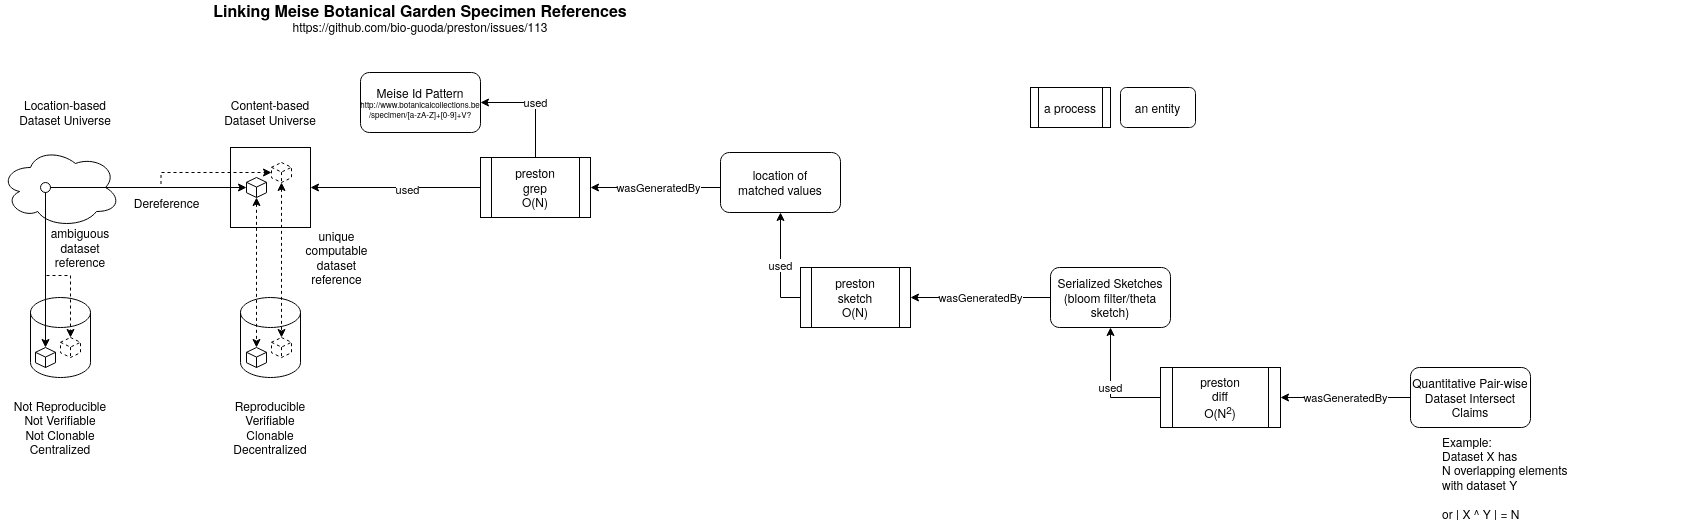 Linking Meise Botanical Garden Specimen References
https://github.com/bio-guoda/preston/issues/113
Location-based
Dataset Universe
Content-based
Dataset Universe
Meise Id Pattern
http://www.botanicalcollections.be
/specimen/[a-zA-Z]+[0-9]+V?
used
a process
an entity
Dereference
used
preston
grep
O(N)
wasGeneratedBy
location of
matched values
ambiguous
dataset
reference
unique
computable
dataset
reference
used
preston
sketch
O(N)
wasGeneratedBy
Serialized Sketches
(bloom filter/theta
sketch)
used
preston
diff
O(N²)
wasGeneratedBy
Quantitative Pair-wise
Dataset Intersect
Claims
Not Reproducible
Not Verifiable
Not Clonable
Centralized
Reproducible
Verifiable
Clonable
Decentralized
Example:
Dataset X has
N overlapping elements
with dataset Y
or | X ^ Y | = N